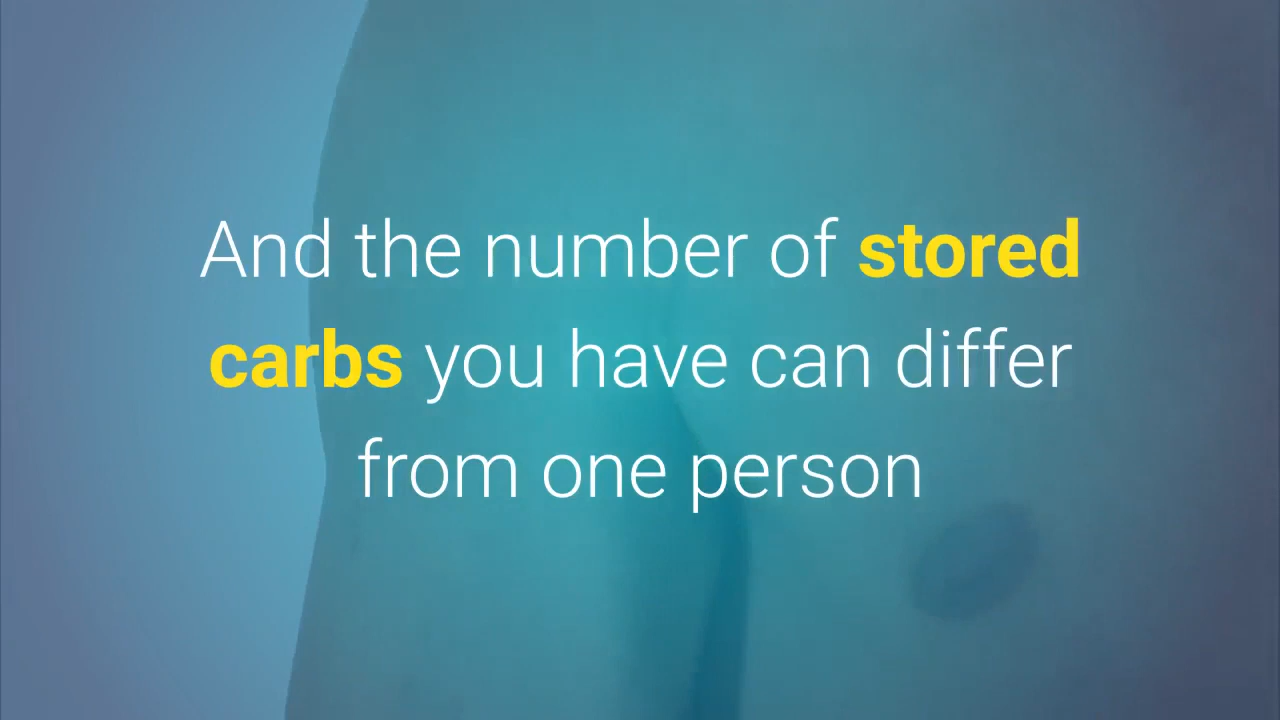 And the number of stored
carbs you have can differ
from one person